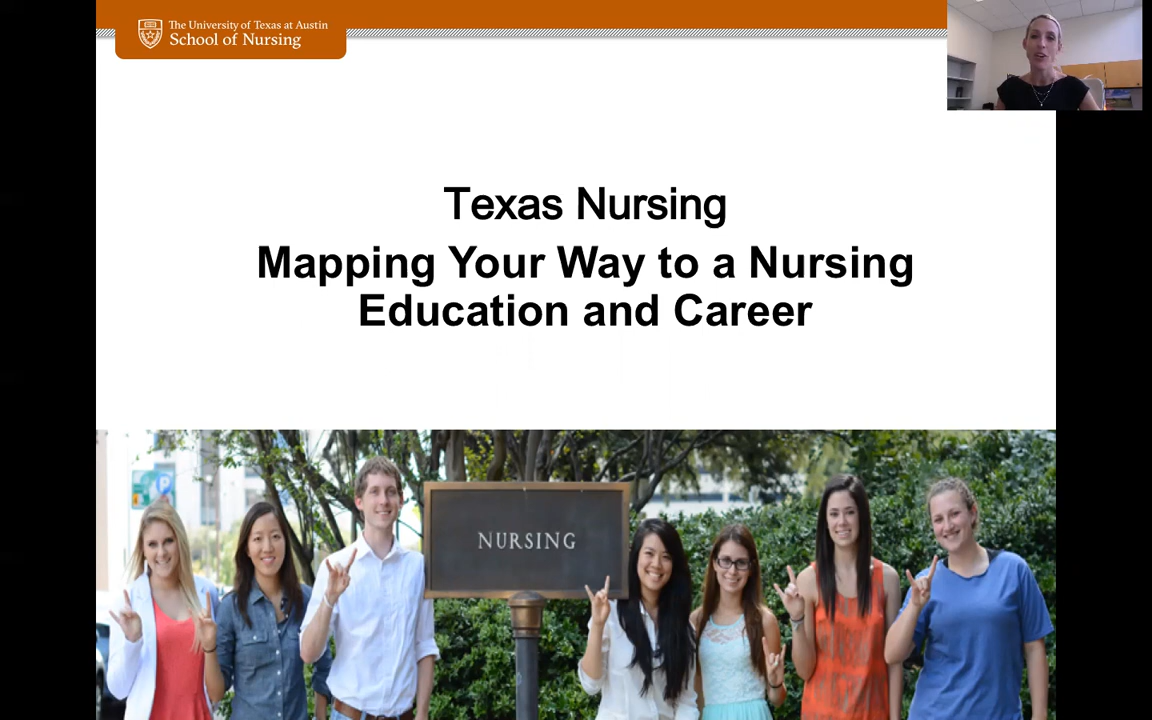 The University of Texas at Austin
School of Nursing
Texas Nursing
Mapping Your Way to a Nursing
Education and Career
P
NURSING